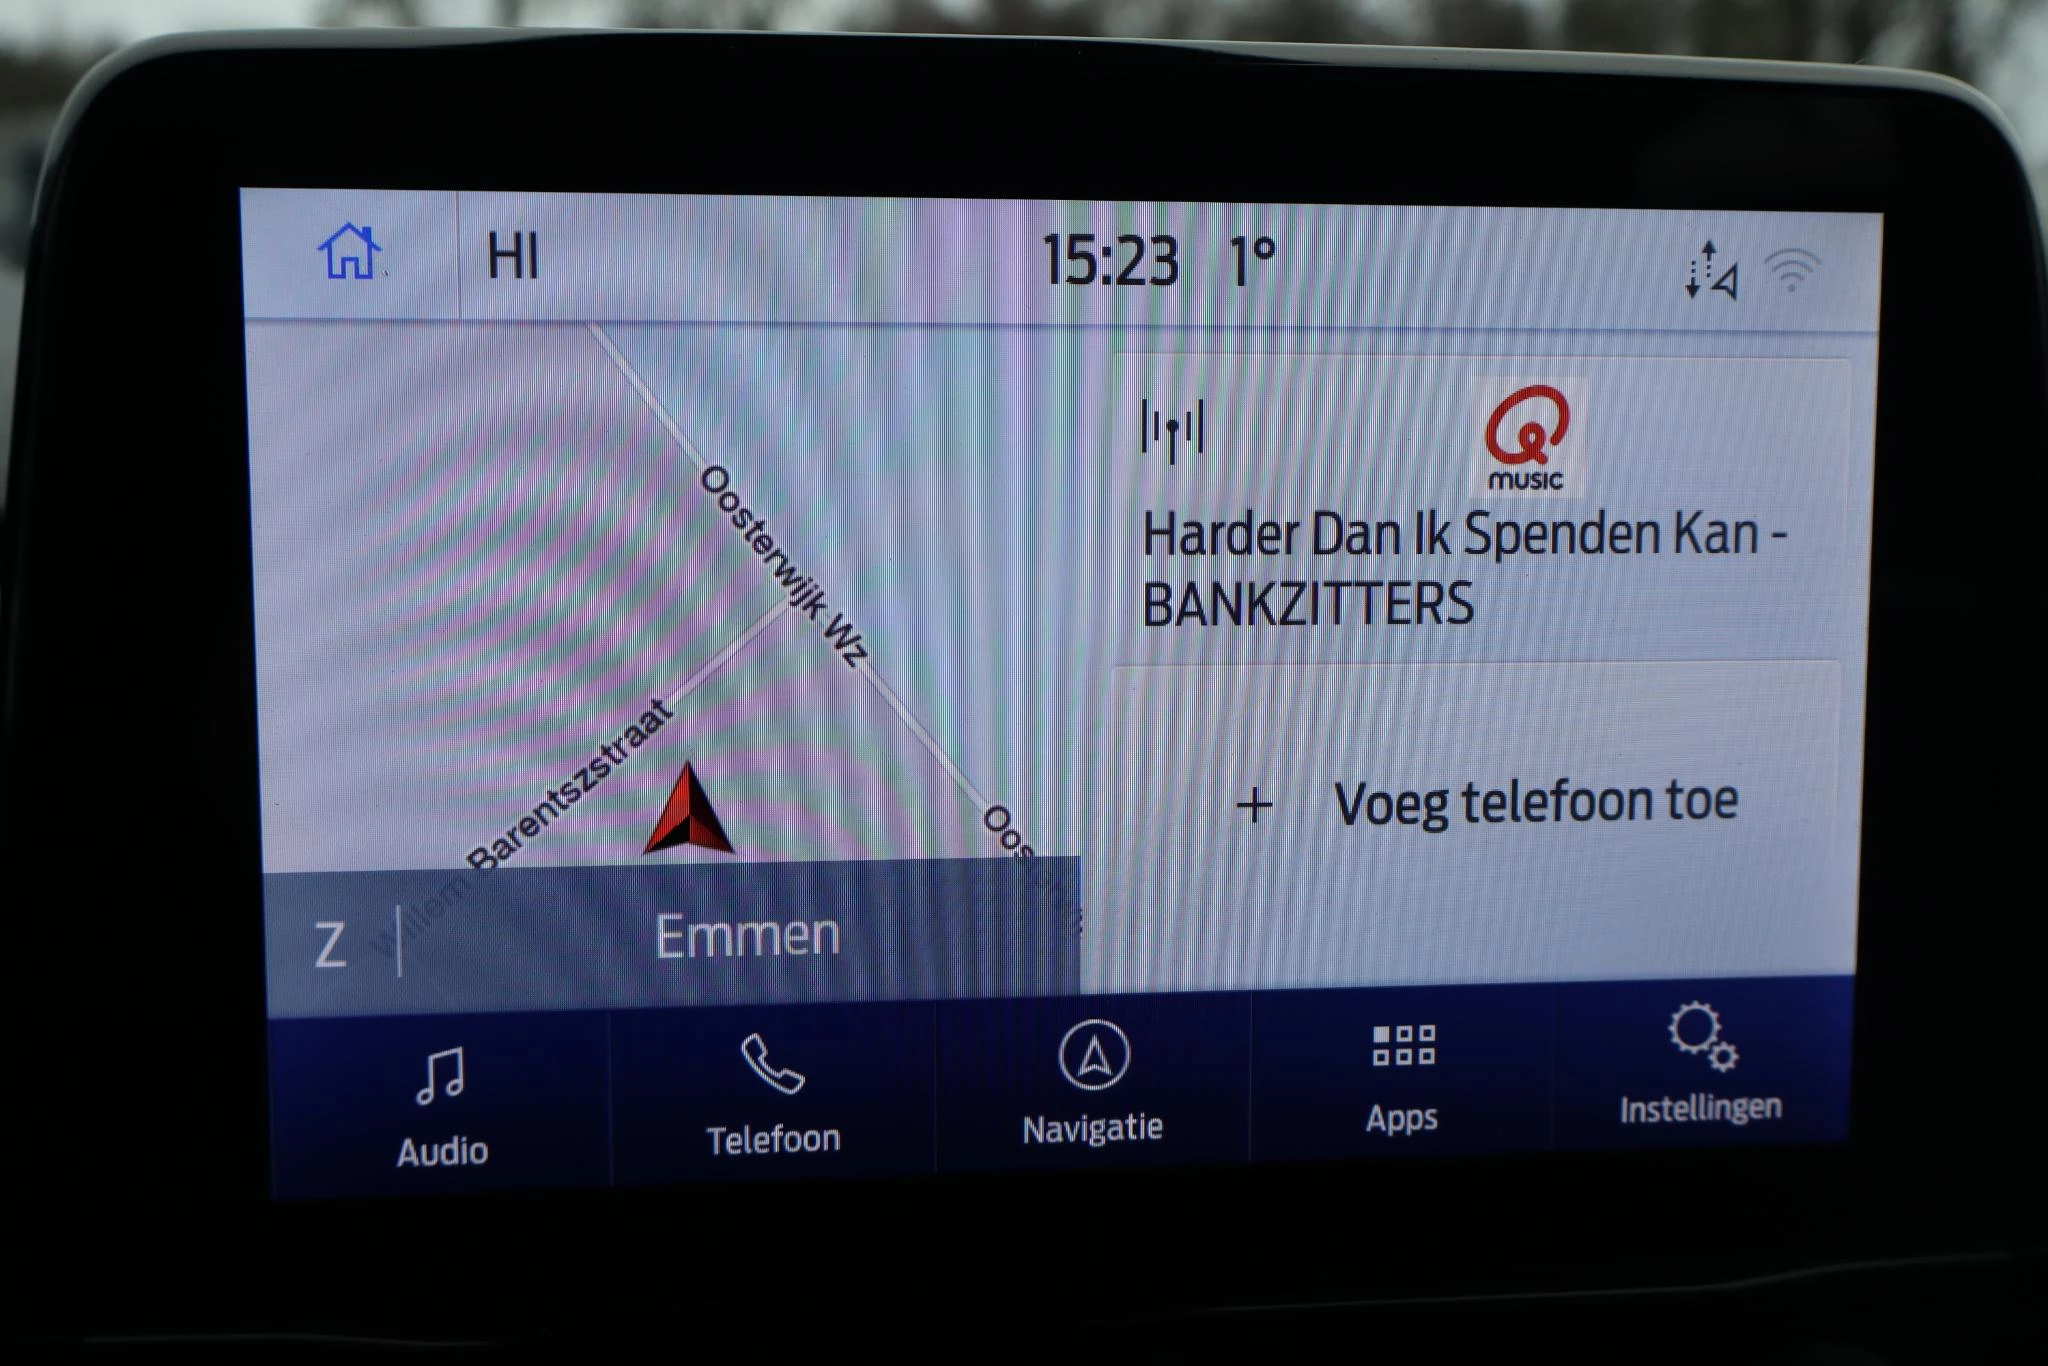 HI
15:23 1°
Oosterwijk Wz
Willem Barentszstraat
MUSIC
Harder Dan Ik Spenden Kan -
BANKZITTERS
+ Voeg telefoon toe
Z
Emmen
Audio
Telefoon
Navigatie
Apps
Instellingen